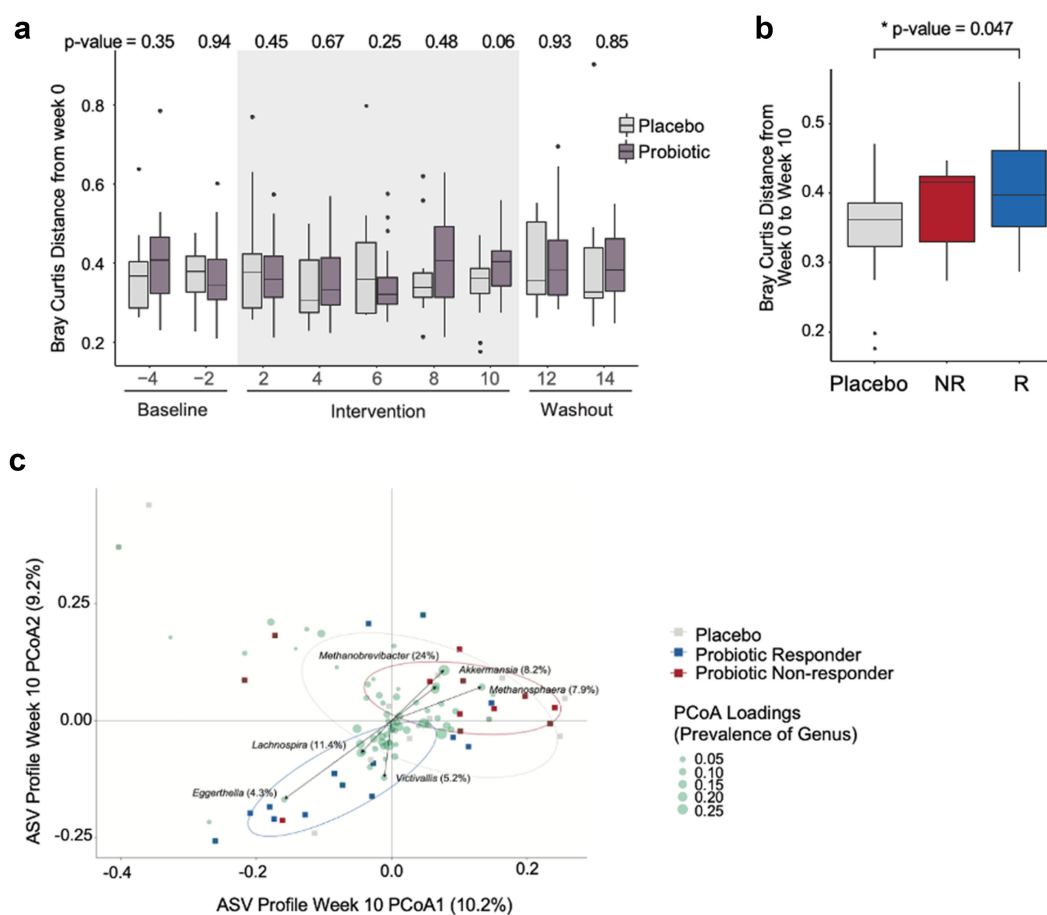 a
p-value = 0.35 0.94 0.45 0.67 0.25 0.48 0.06 0.93 0.85
Bray Curtis Distance from week 0
0.8
0.6
0.4
0.2
Placebo
Probiotic
−4 −2 2 4 6 8 10 12 14
Baseline Intervention Washout
b
* p-value = 0.047
Bray Curtis Distance from
Week 0 to Week 10
0.5
0.4
0.3
0.2
Placebo NR R
c
ASV Profile Week 10 PCoA2 (9.2%)
0.25
0.00
-0.25
Methanobrevibacter (24%)
Akkermansia (8.2%)
Methanosphaera (7.9%)
Lachnospira (11.4%)
Victivallis (5.2%)
Eggerthella (4.3%)
-0.4 -0.2 0.0 0.2
ASV Profile Week 10 PCoA1 (10.2%)
Placebo
Probiotic Responder
Probiotic Non-responder
PCoA Loadings
(Prevalence of Genus)
0.05
0.10
0.15
0.20
0.25